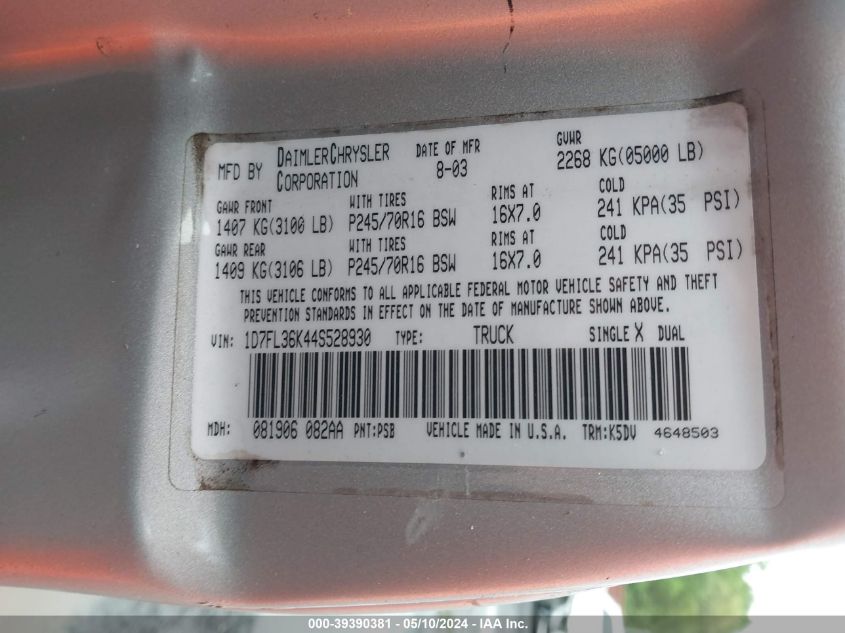 MFD BY DAIMLERCHRYSLER CORPORATION DATE OF MFR 8-03 GVWR 2268 KG(05000 LB)
GAWR FRONT WITH TIRES RIMS AT COLD
1407 KG(3100 LB) P245/70R16 BSW 16X7.0 241 KPA(35 PSI)
GAWR REAR WITH TIRES RIMS AT COLD
1409 KG(3106 LB) P245/70R16 BSW 16X7.0 241 KPA(35 PSI)
THIS VEHICLE CONFORMS TO ALL APPLICABLE FEDERAL MOTOR VEHICLE SAFETY AND THEFT
PREVENTION STANDARDS IN EFFECT ON THE DATE OF MANUFACTURE SHOWN ABOVE.
VIN: 1D7FL36K44S528930 TYPE: TRUCK SINGLE X DUAL
MDH: 081906 082AA PNT:PSB VEHICLE MADE IN U.S.A. TRM:K5DV 4648503
000-39390381 - 05/10/2024 - IAA Inc.